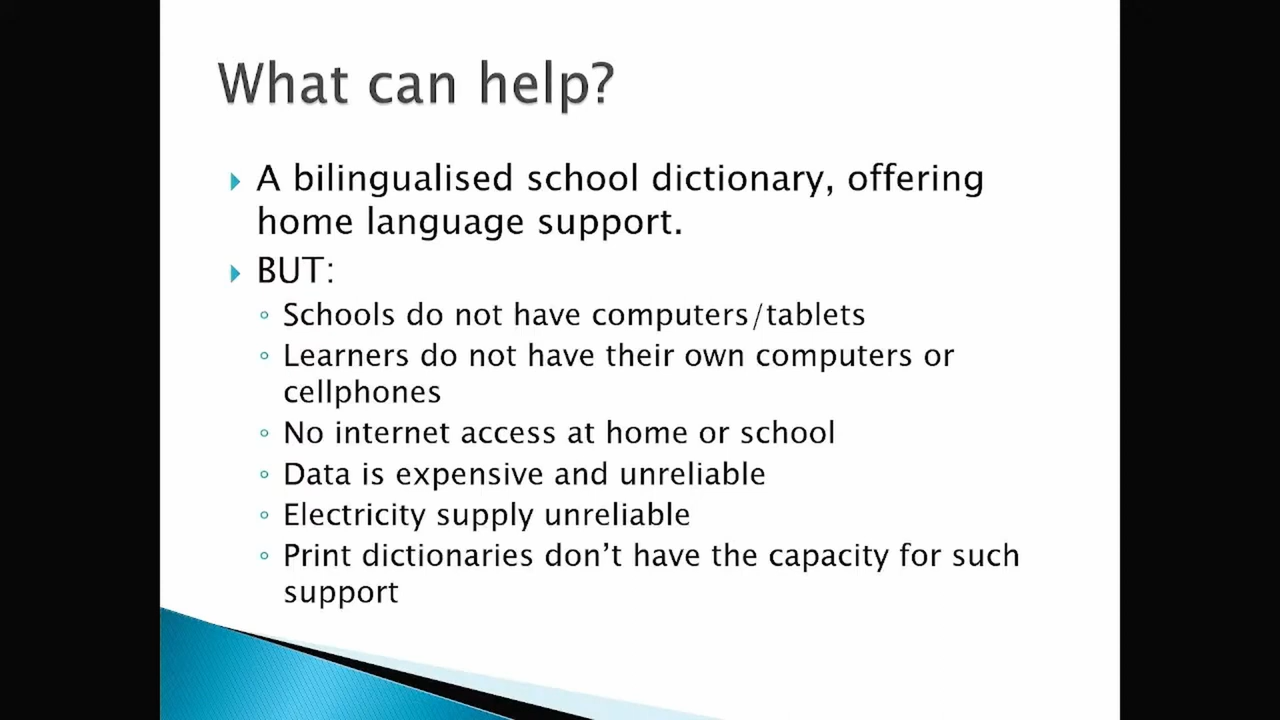 What can help?
A bilingualised school dictionary, offering
home language support.
BUT:
Schools do not have computers/tablets
Learners do not have their own computers or
cellphones
No internet access at home or school
Data is expensive and unreliable
Electricity supply unreliable
Print dictionaries don’t have the capacity for such
support